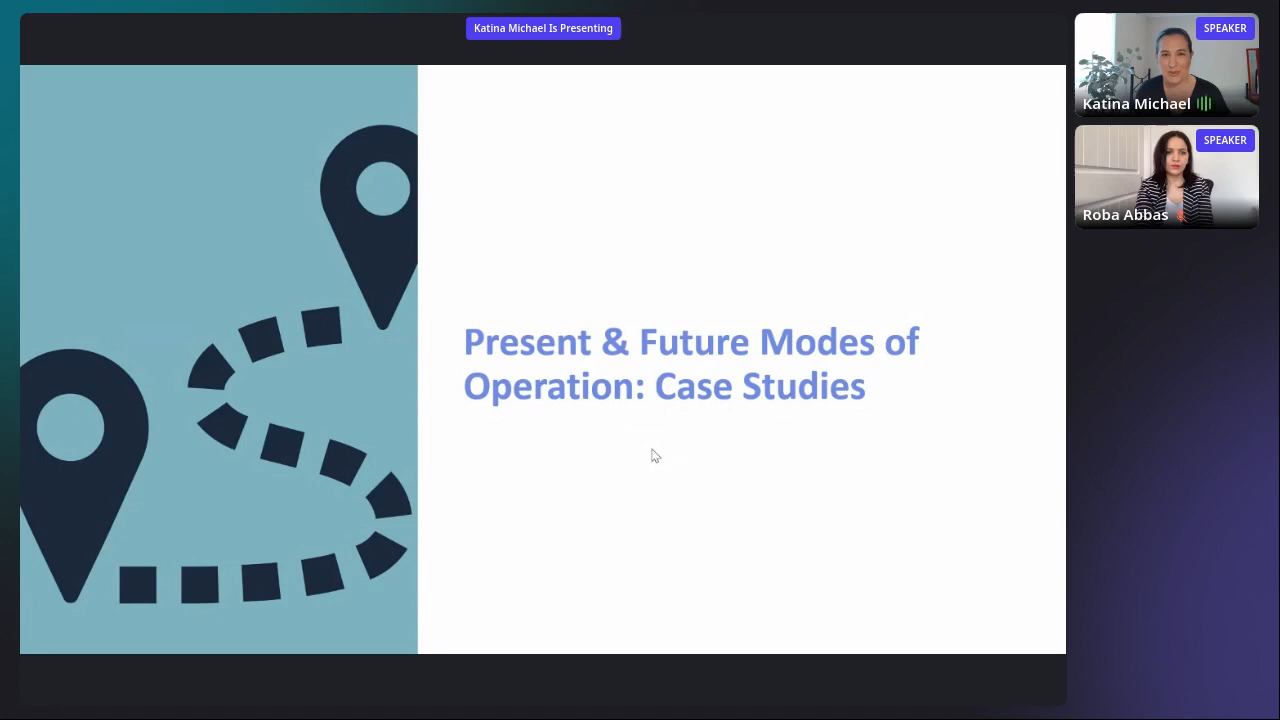 Katina Michael Is Presenting
SPEAKER
Katina Michael
SPEAKER
Roba Abbas
Present & Future Modes of
Operation: Case Studies